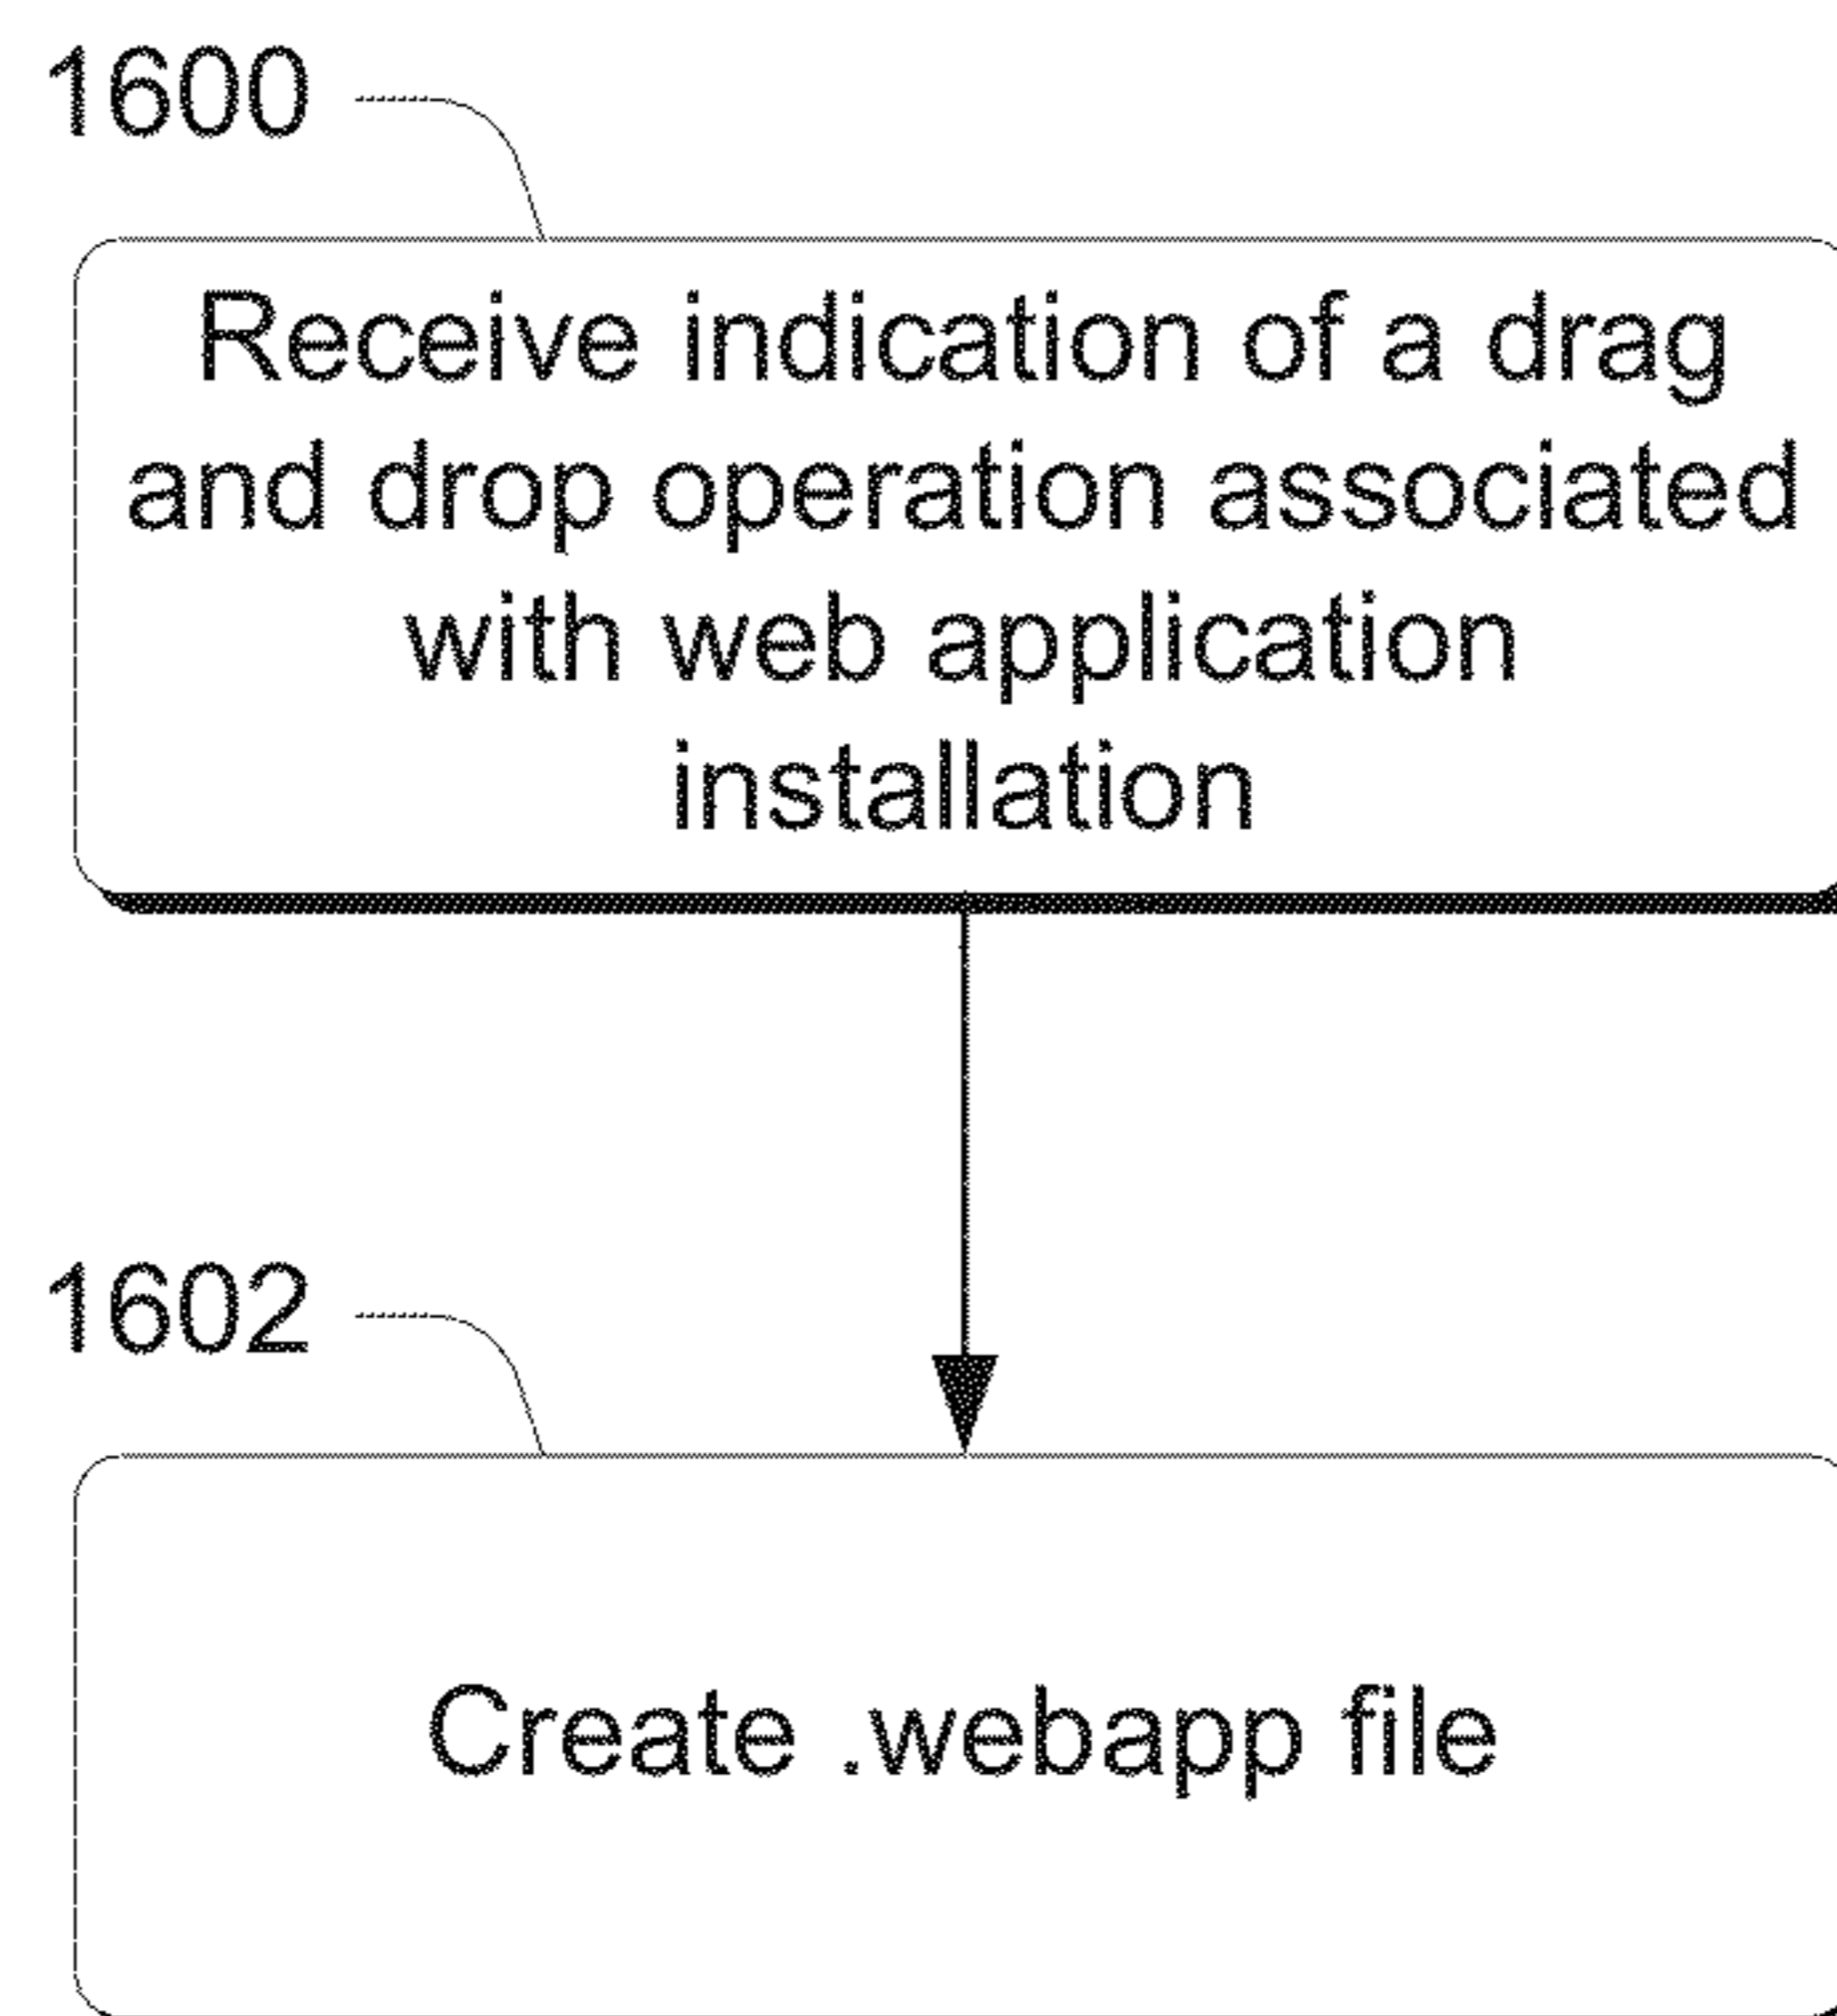 1600
Receive indication of a drag
and drop operation associated
with web application
installation
1602
Create .webapp file